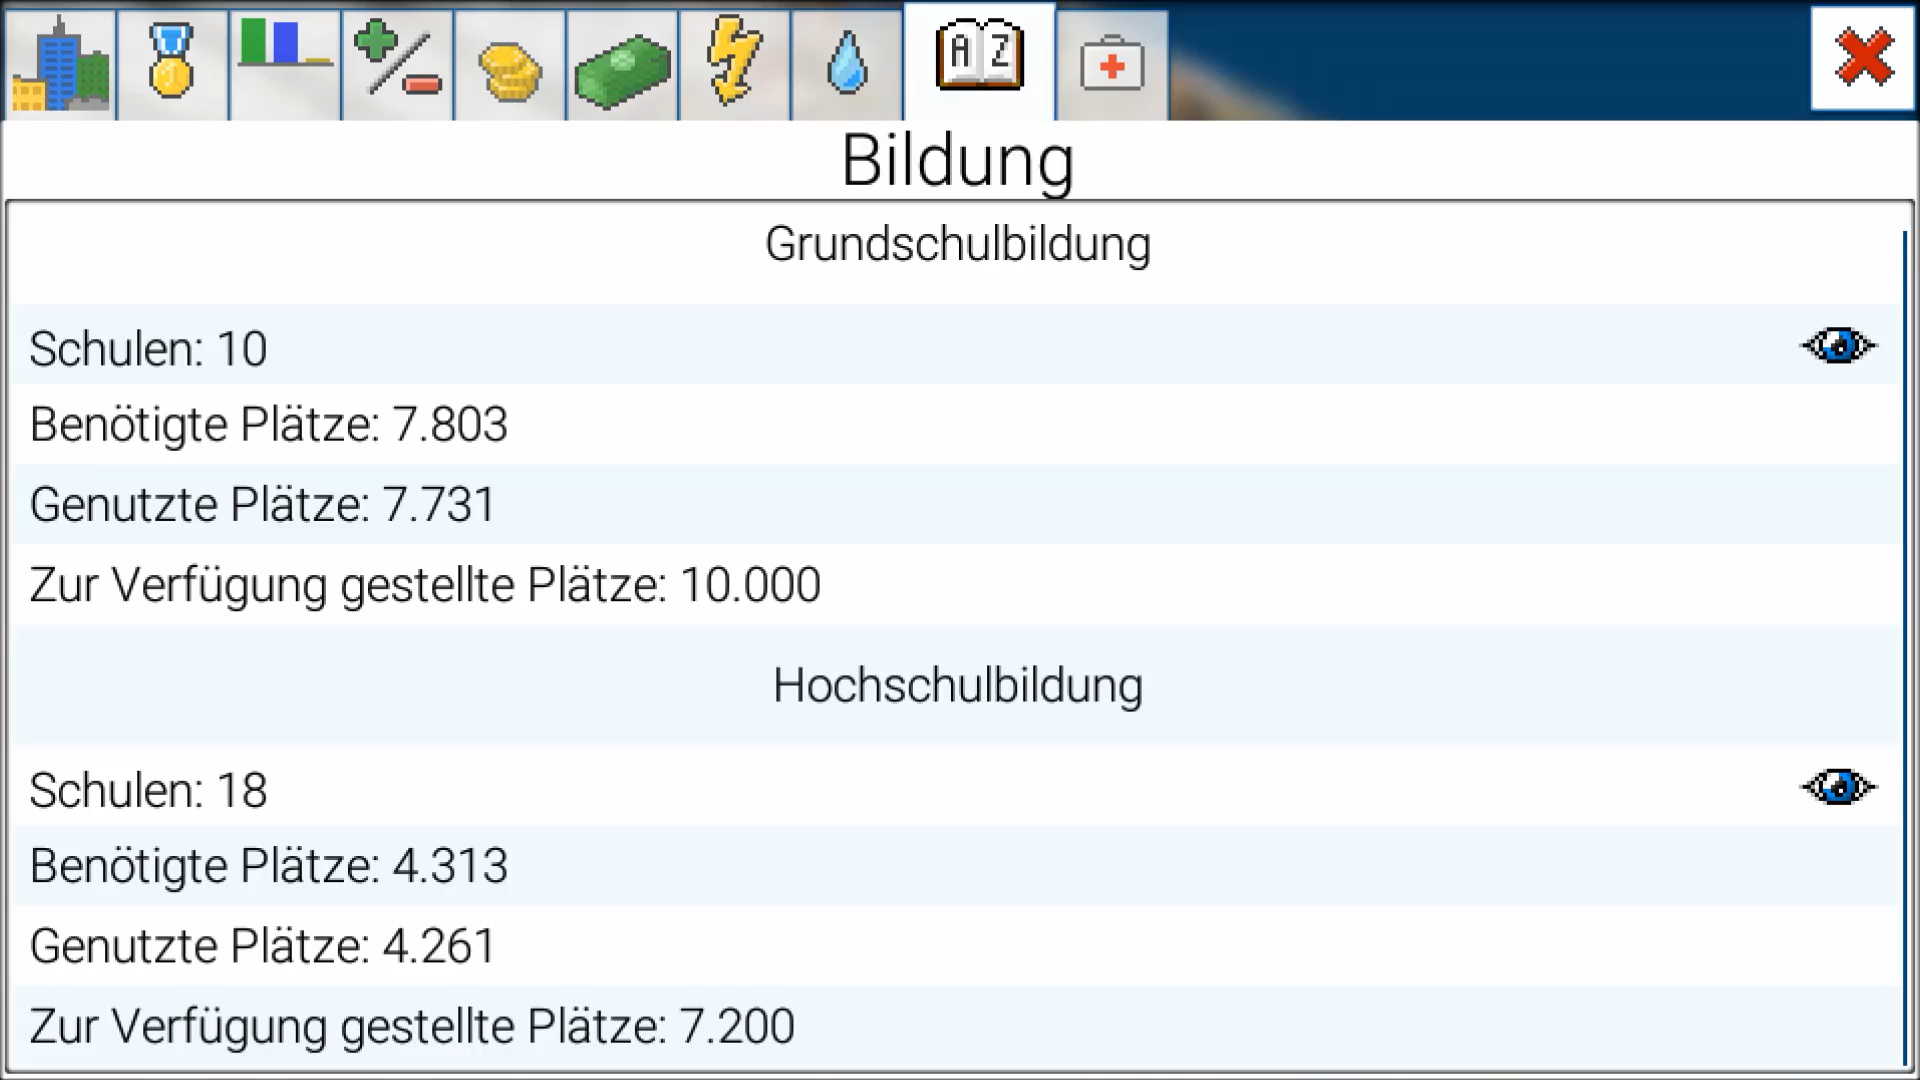 A Z
Bildung
Grundschulbildung
Schulen: 10
Benötigte Plätze: 7.803
Genutzte Plätze: 7.731
Zur Verfügung gestellte Plätze: 10.000
Hochschulbildung
Schulen: 18
Benötigte Plätze: 4.313
Genutzte Plätze: 4.261
Zur Verfügung gestellte Plätze: 7.200